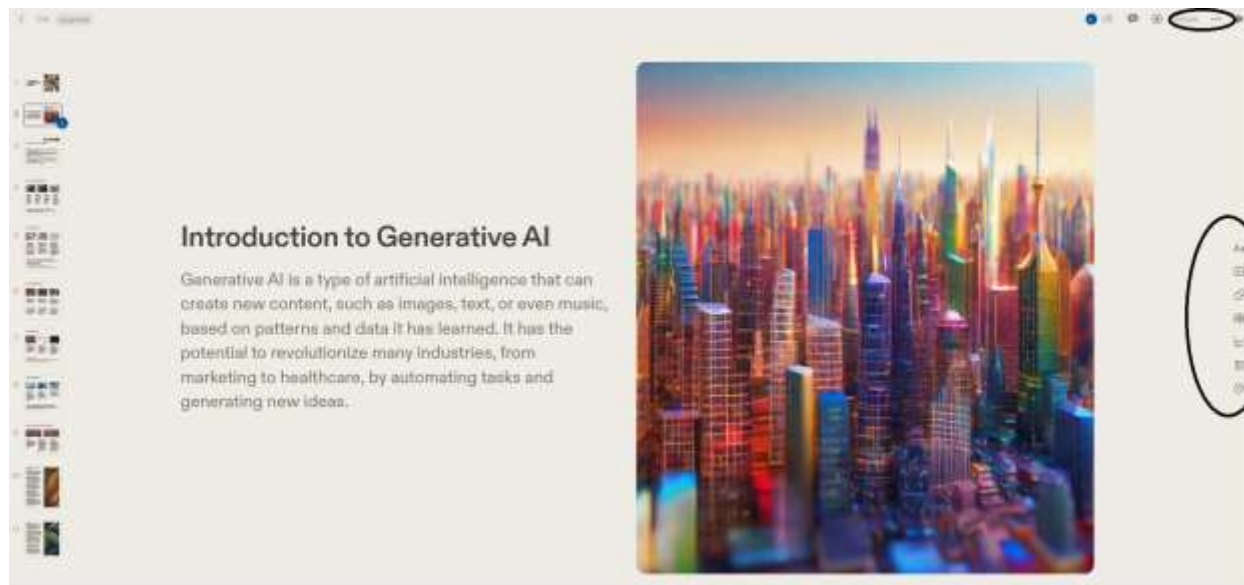 Introduction to Generative AI
Generative AI is a type of artificial intelligence that can
create new content, such as images, text, or even music,
based on patterns and data it has learned. It has the
potential to revolutionize many industries, from
marketing to healthcare, by automating tasks and
generating new ideas.